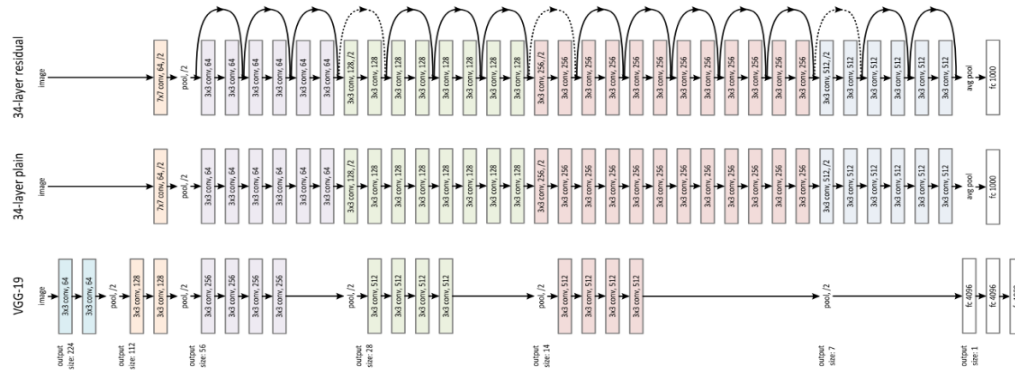 34-layer residual
image
7x7 conv, 64, /2
pool, /2
3x3 conv, 64
3x3 conv, 64
3x3 conv, 64
3x3 conv, 64
3x3 conv, 64
3x3 conv, 64
3x3 conv, 128, /2
3x3 conv, 128
3x3 conv, 128
3x3 conv, 128
3x3 conv, 128
3x3 conv, 128
3x3 conv, 128
3x3 conv, 128
3x3 conv, 256, /2
3x3 conv, 256
3x3 conv, 256
3x3 conv, 256
3x3 conv, 256
3x3 conv, 256
3x3 conv, 256
3x3 conv, 256
3x3 conv, 256
3x3 conv, 256
3x3 conv, 256
3x3 conv, 256
3x3 conv, 512, /2
3x3 conv, 512
3x3 conv, 512
3x3 conv, 512
3x3 conv, 512
3x3 conv, 512
avg pool
fc 1000
34-layer plain
image
7x7 conv, 64, /2
pool, /2
3x3 conv, 64
3x3 conv, 64
3x3 conv, 64
3x3 conv, 64
3x3 conv, 64
3x3 conv, 64
3x3 conv, 128, /2
3x3 conv, 128
3x3 conv, 128
3x3 conv, 128
3x3 conv, 128
3x3 conv, 128
3x3 conv, 128
3x3 conv, 128
3x3 conv, 256, /2
3x3 conv, 256
3x3 conv, 256
3x3 conv, 256
3x3 conv, 256
3x3 conv, 256
3x3 conv, 256
3x3 conv, 256
3x3 conv, 256
3x3 conv, 256
3x3 conv, 256
3x3 conv, 256
3x3 conv, 512, /2
3x3 conv, 512
3x3 conv, 512
3x3 conv, 512
3x3 conv, 512
3x3 conv, 512
avg pool
fc 1000
VGG-19
image
3x3 conv, 64
3x3 conv, 64
pool, /2
3x3 conv, 128
3x3 conv, 128
pool, /2
3x3 conv, 256
3x3 conv, 256
3x3 conv, 256
3x3 conv, 256
pool, /2
3x3 conv, 512
3x3 conv, 512
3x3 conv, 512
3x3 conv, 512
pool, /2
3x3 conv, 512
3x3 conv, 512
3x3 conv, 512
3x3 conv, 512
pool, /2
fc 4096
fc 4096
output
size: 224
output
size: 112
output
size: 56
output
size: 28
output
size: 14
output
size: 7
output
size: 1